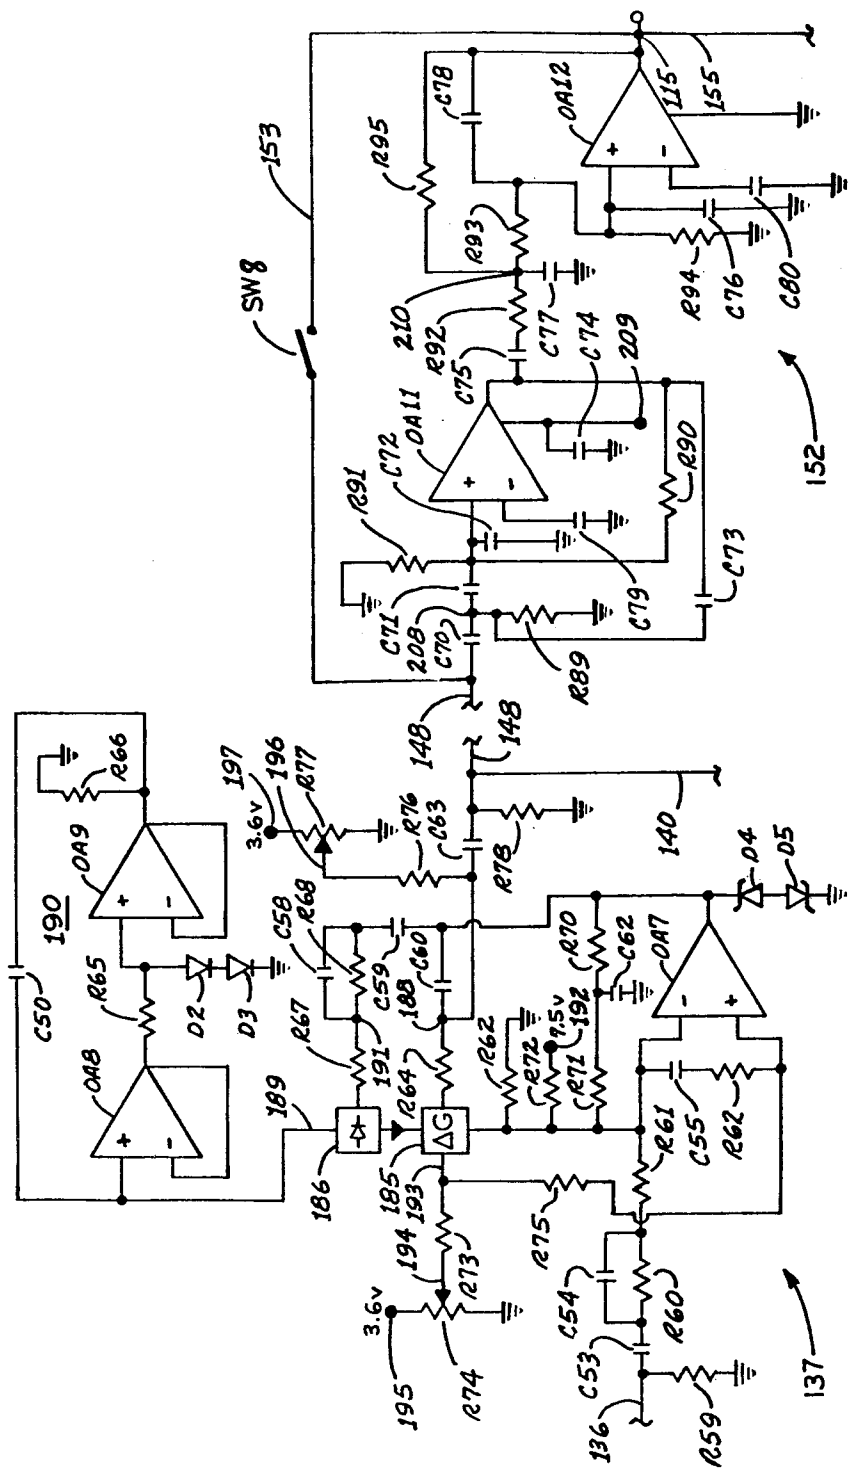 C50
190
OA8
R65
OA9
R66
D2
D3
189
186
R67
C58
R68
C59
191
R64
188
C60
185
193
ΔG
3.6v
197
196
R77
R76
C63
R78
148
148
140
3.6v
195
194
R73
R74
R75
R62
R72
7.5v
192
R71
R70
C62
OA7
-
+
D4
D5
R61
C55
R62
C54
R60
C53
136
R59
137
SW8
153
R91
C71
208
C70
R89
C72
OA11
+
-
C79
C73
R90
C74
209
C75
R92
210
C77
R93
R95
C78
OA12
+
-
115
155
R94
C76
C80
152
+
-
+
-